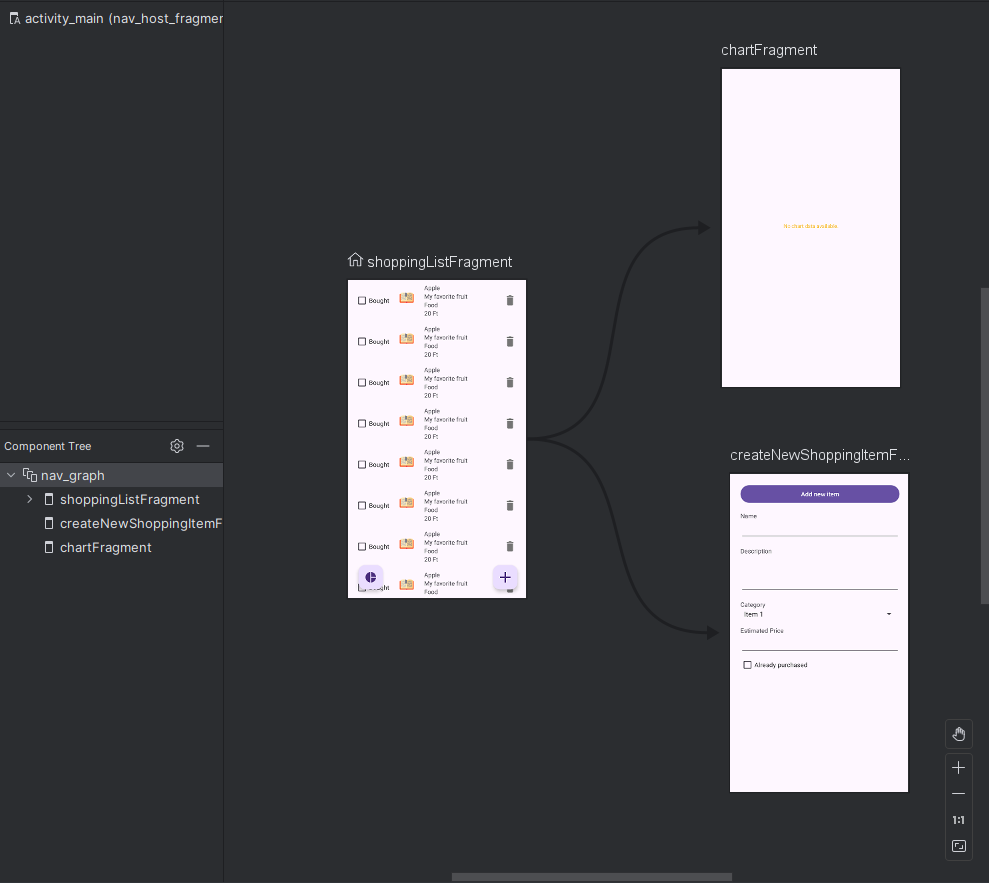 activity_main (nav_host_fragmen
Component Tree
nav_graph
shoppingListFragment
createNewShoppingItemF
chartFragment
chartFragment
No chart data available.
shoppingListFragment
Bought
Apple
My favorite fruit
Food
20 Ft
Bought
Apple
My favorite fruit
Food
20 Ft
Bought
Apple
My favorite fruit
Food
20 Ft
Bought
Apple
My favorite fruit
Food
20 Ft
Bought
Apple
My favorite fruit
Food
20 Ft
Bought
Apple
My favorite fruit
Food
20 Ft
Bought
Apple
My favorite fruit
Food
20 Ft
Bought
Apple
My favorite fruit
Food
createNewShoppingItemF...
Add new item
Name
Description
Category
Item 1
Estimated Price
Already purchased
1:1